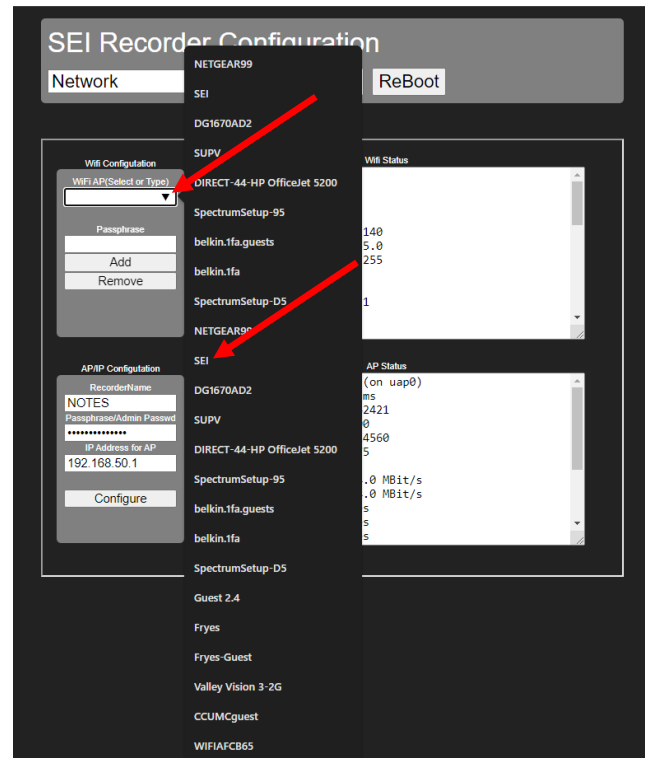 SEI Recorder Configuration
Network
ReBoot
Wifi Configutation
WiFi AP(Select or Type)
Passphrase
Add
Remove
AP/IP Configutation
RecorderName
NOTES
Passphrase/Admin Passwd
••••••••••••••
IP Address for AP
192.168.50.1
Configure
NETGEAR99
SEI
DG1670AD2
SUPV
DIRECT-44-HP OfficeJet 5200
SpectrumSetup-95
belkin.1fa.guests
belkin.1fa
SpectrumSetup-D5
NETGEAR99
SEI
DG1670AD2
SUPV
DIRECT-44-HP OfficeJet 5200
SpectrumSetup-95
belkin.1fa.guests
belkin.1fa
SpectrumSetup-D5
Guest 2.4
Fryes
Fryes-Guest
Valley Vision 3-2G
CCUMCguest
WIFIAFCB65
Wifi Status
140
5.0
255
1
AP Status
(on uap0)
ms
2421
0
4560
5
.0 MBit/s
.0 MBit/s
s
s
s